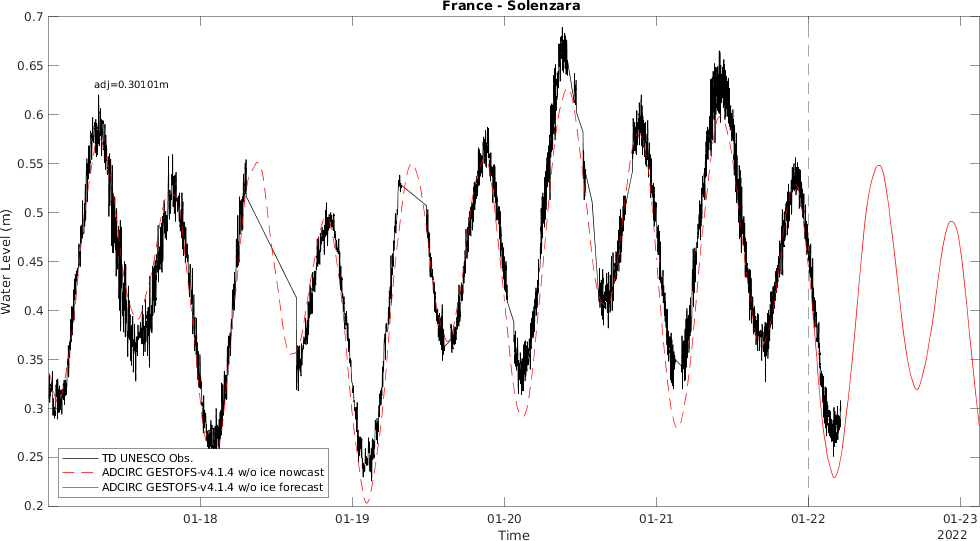 France - Solenzara
0.7
0.65
0.6
0.55
0.5
0.45
0.4
0.35
0.3
0.25
0.2
Water Level (m)
adj=0.30101m
TD UNESCO Obs.
ADCIRC GESTOFS-v4.1.4 w/o ice nowcast
ADCIRC GESTOFS-v4.1.4 w/o ice forecast
01-18 01-19 01-20 01-21 01-22 01-23
Time
2022